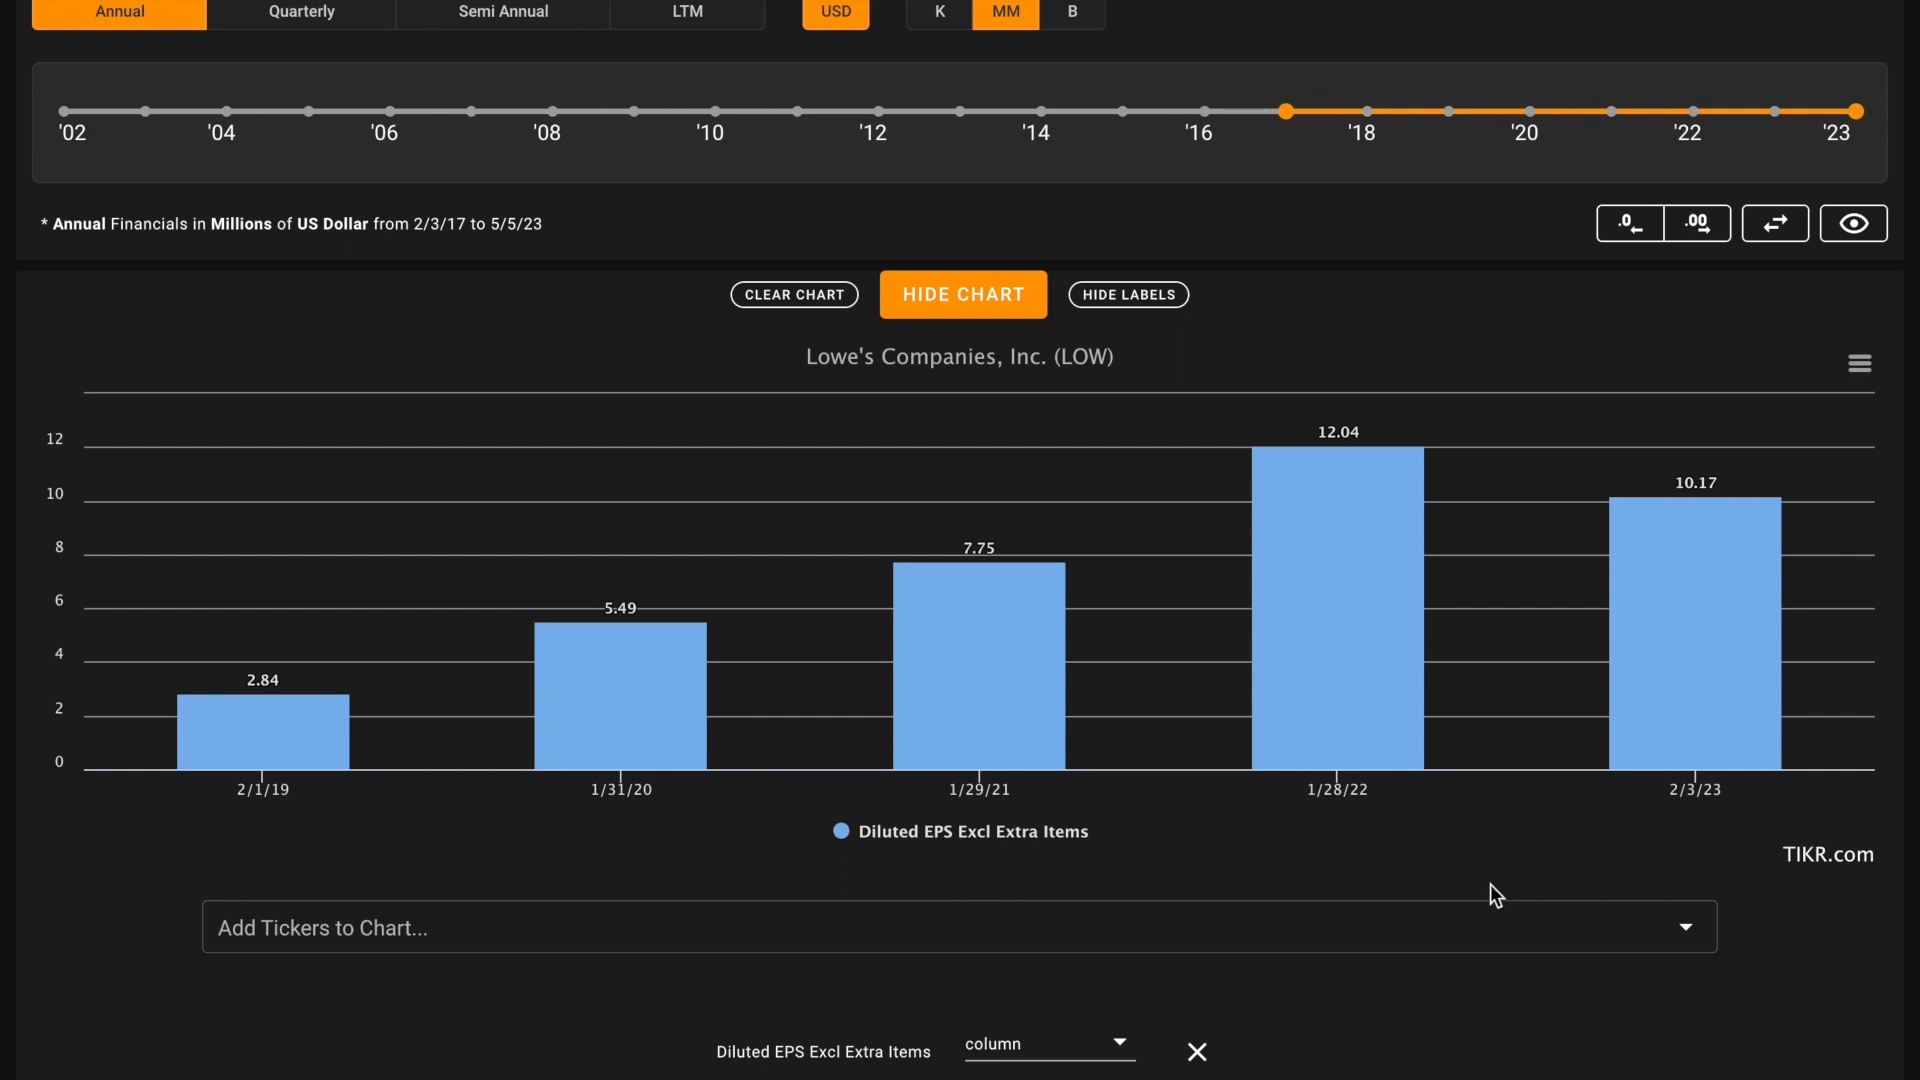 Annual Quarterly Semi Annual LTM USD K MM B
'02 '04 '06 '08 '10 '12 '14 '16 '18 '20 '22 '23
* Annual Financials in Millions of US Dollar from 2/3/17 to 5/5/23
.0 .00
CLEAR CHART HIDE CHART HIDE LABELS
Lowe's Companies, Inc. (LOW)
12
10
8
6
4
2
0
2.84 5.49 7.75 12.04 10.17
2/1/19 1/31/20 1/29/21 1/28/22 2/3/23
Diluted EPS Excl Extra Items
TIKR.com
Add Tickers to Chart...
Diluted EPS Excl Extra Items column